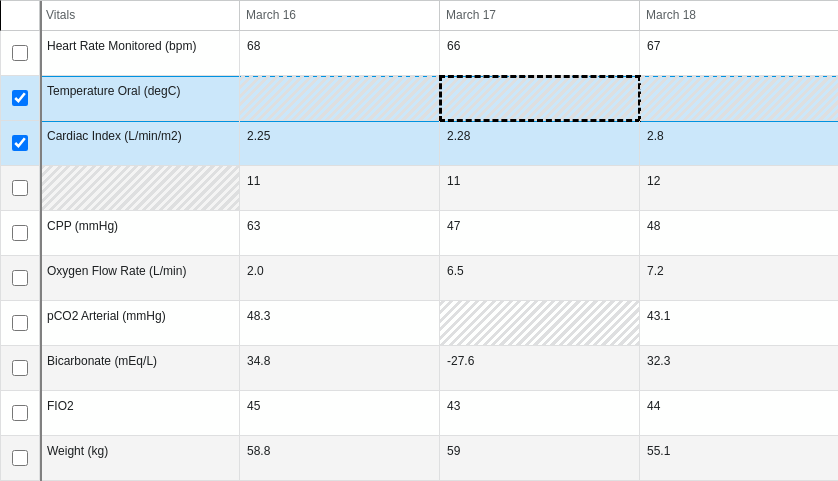 Vitals March 16 March 17 March 18
Heart Rate Monitored (bpm) 68 66 67
Temperature Oral (degC)
Cardiac Index (L/min/m2) 2.25 2.28 2.8
11 11 12
CPP (mmHg) 63 47 48
Oxygen Flow Rate (L/min) 2.0 6.5 7.2
pCO2 Arterial (mmHg) 48.3 43.1
Bicarbonate (mEq/L) 34.8 -27.6 32.3
FIO2 45 43 44
Weight (kg) 58.8 59 55.1